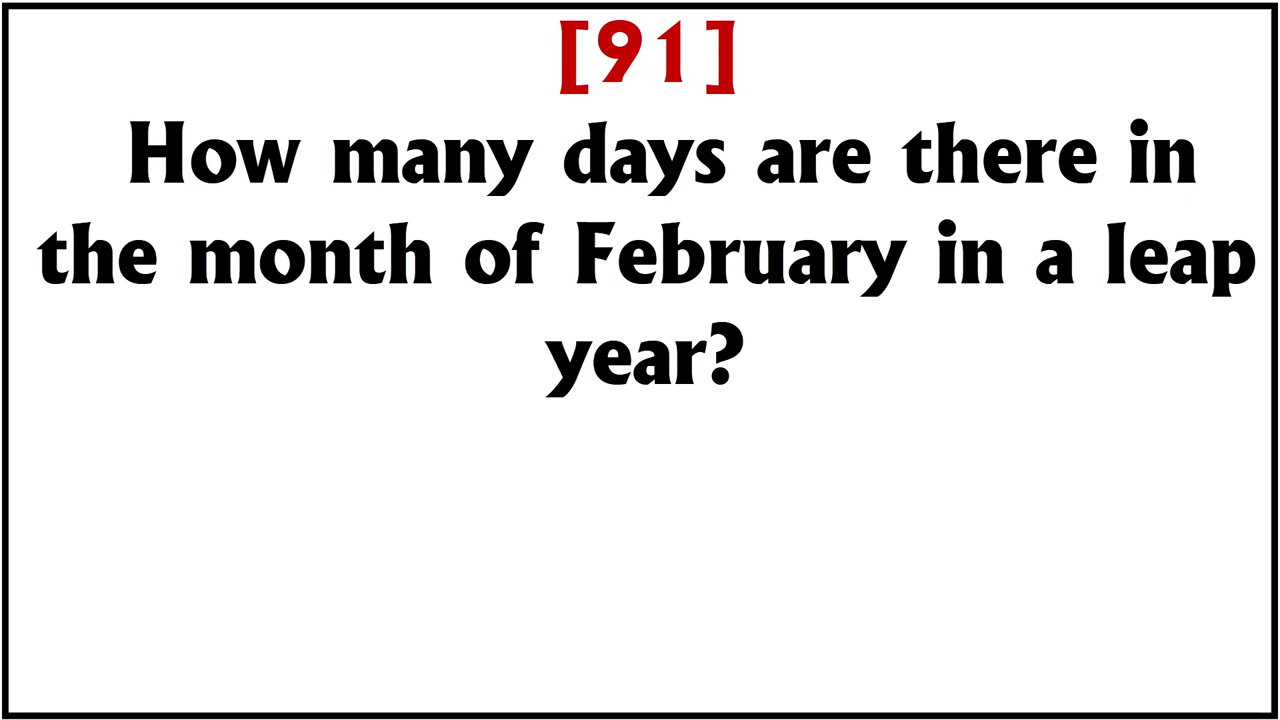 [91]
How many days are there in
the month of February in a leap
year?